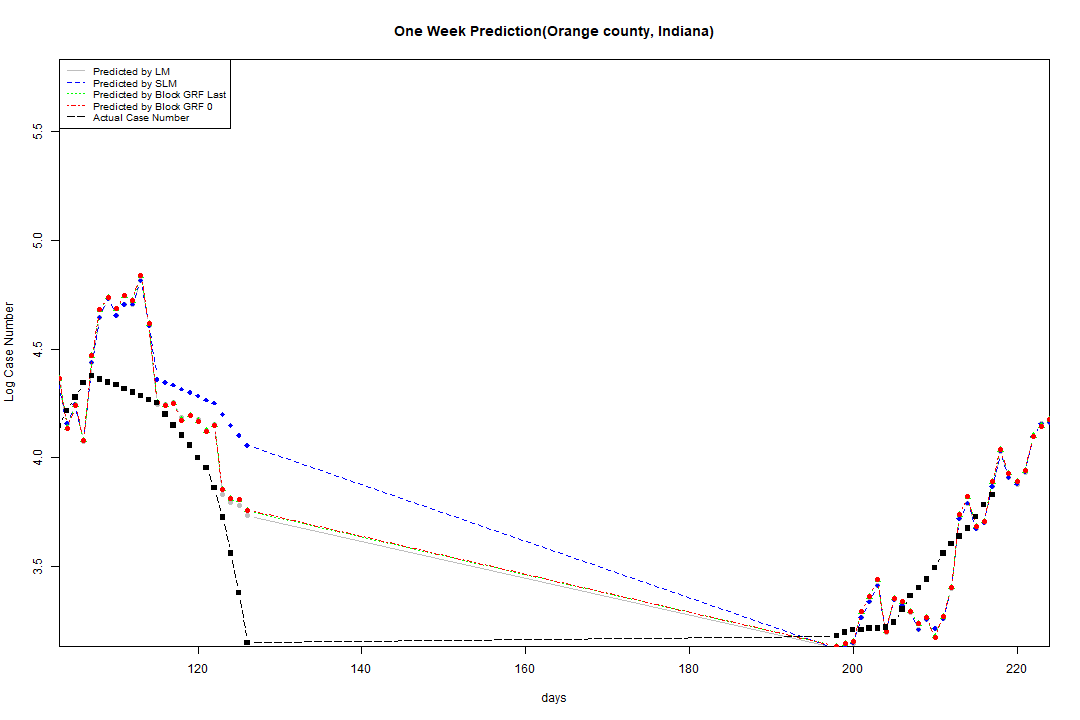 One Week Prediction(Orange county, Indiana)
Predicted by LM
Predicted by SLM
Predicted by Block GRF Last
Predicted by Block GRF 0
Actual Case Number
5.5
5.0
4.5
4.0
3.5
Log Case Number
120 140 160 180 200 220
days